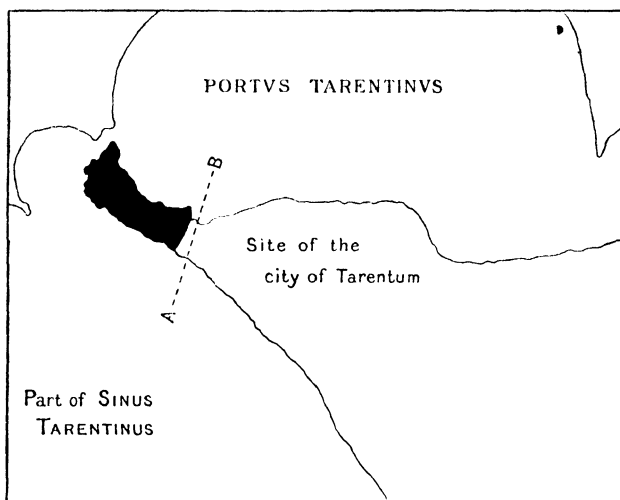 PORTVS TARENTINVS
B
Site of the
city of Tarentum
A
Part of SINUS
TARENTINUS